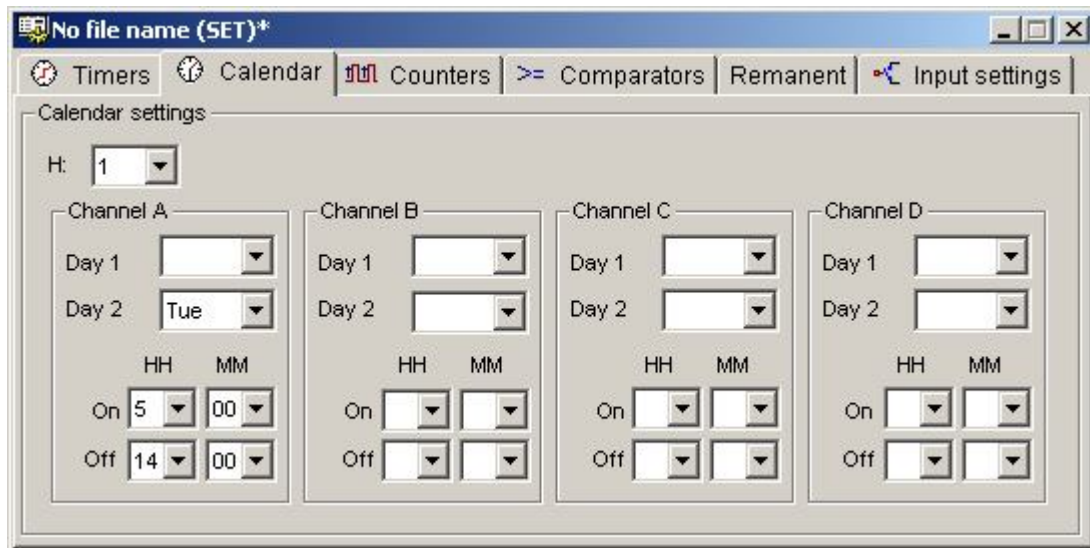 No file name (SET)*
Timers Calendar Counters >= Comparators Remanent Input settings
Calendar settings
H: 1
Channel A Channel B Channel C Channel D
Day 1 Day 1 Day 1 Day 1
Day 2 Tue Day 2 Day 2 Day 2
HH MM HH MM HH MM HH MM
On 5 00 On On On
Off 14 00 Off Off Off